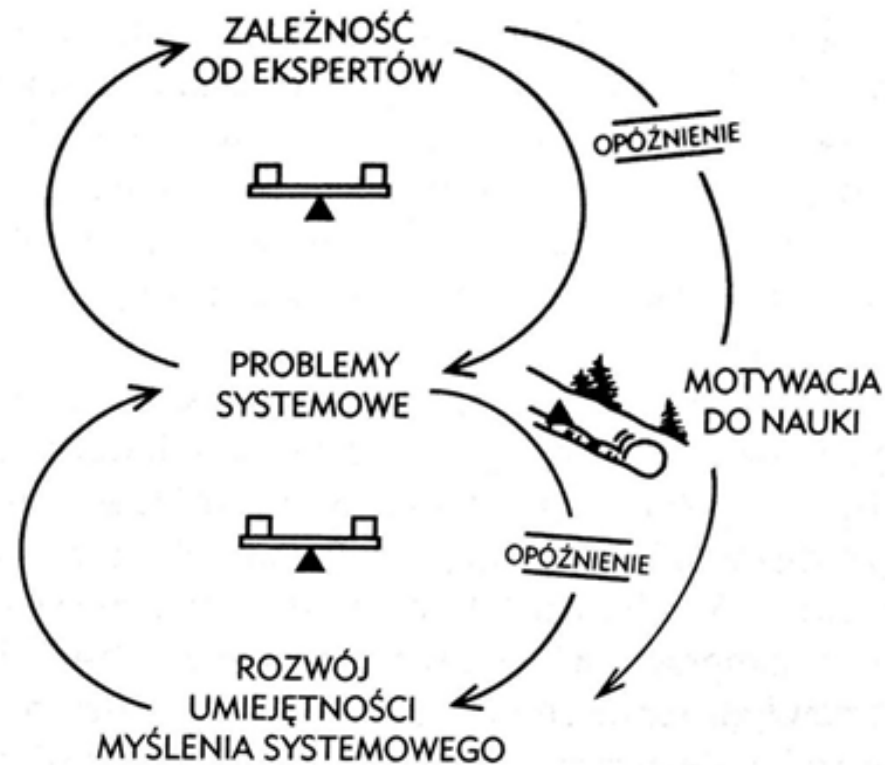 ZALEŻNOŚĆ
OD EKSPERTÓW
OPÓŹNIENIE
PROBLEMY
SYSTEMOWE
MOTYWACJA
DO NAUKI
OPÓŹNIENIE
ROZWÓJ
UMIEJĘTNOŚCI
MYŚLENIA SYSTEMOWEGO